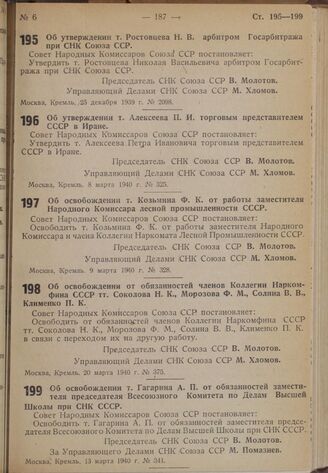 № 6 — 187 — Ст. 195—199
195 Об утверждении т. Ростовцева Н. В. арбитром Госарбитража
при СНК Союза ССР.
Совет Народных Комиссаров Союза ССР постановляет:
Утвердить т. Ростовцева Николая Васильевича арбитром Госарбит-
ража при СНК Союза ССР.
Председатель СНК Союза ССР В. Молотов.
Управляющий Делами СНК Союза ССР М. Хломов.
Москва, Кремль. 25 декабря 1939 г. № 2098.
196 Об утверждении т. Алексеева П. И. торговым представителем
СССР в Иране.
Совет Народных Комиссаров Союза ССР постановляет:
Утвердить т. Алексеева Петра Ивановича торговым представителем
СССР в Иране.
Председатель СНК Союза ССР В. Молотов.
Управляющий Делами СНК Союза ССР М. Хломов.
Москва, Кремль. 8 марта 1940 г. № 325.
197 Об освобождении т. Козьмина Ф. К. от работы заместителя
Народного Комиссара лесной промышленности СССР.
Совет Народных Комиссаров Союза ССР постановляет:
Освободить т. Козьмина Ф. К. от работы заместителя Народного
Комиссара и члена Коллегии Наркомата Лесной Промышленности СССР.
Председатель СНК Союза ССР В. Молотов.
Управляющий Делами СНК Союза ССР М. Хломов.
Москва, Кремль. 9 марта 1940 г. № 328.
198 Об освобождении от обязанностей членов Коллегии Нарком-
фина СССР тт. Соколова Н. К., Морозова Ф. М., Солина В. В.,
Клименко П. К.
Совет Народных Комиссаров Союза ССР постановляет:
Освободить от обязанностей членов Коллегии Наркомфина СССР
тт. Соколова Н. К., Морозова Ф. М., Солина В. В., Клименко П. К.
в связи с переходом их на другую работу.
Председатель СНК Союза ССР В. Молотов.
Управляющий Делами СНК Союза ССР М. Хломов.
Москва, Кремль. 20 марта 1940 г. № 375.
199 Об освобождении т. Гагарина А. П. от обязанностей замести-
теля председателя Всесоюзного Комитета по Делам Высшей
Школы при СНК СССР.
Совет Народных Комиссаров Союза ССР постановляет:
Освободить т. Гагарина А. П. от обязанностей заместителя предсе-
дателя Всесоюзного Комитета по Делам Высшей Школы при СНК СССР.
Председатель СНК Союза ССР В. Молотов.
За Управляющего Делами СНК Союза ССР М. Помазнев.
Москва, Кремль. 13 марта 1940 г. № 341.